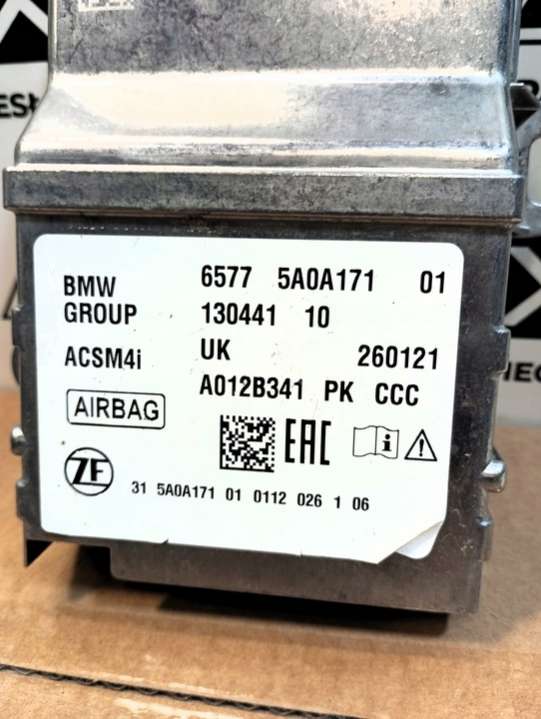 BMW 6577 5A0A171 01
GROUP 130441 10
ACSM4i UK 260121
A012B341 PK CCC
AIRBAG
EAC
ZF
31 5A0A171 01 0112 026 1 06